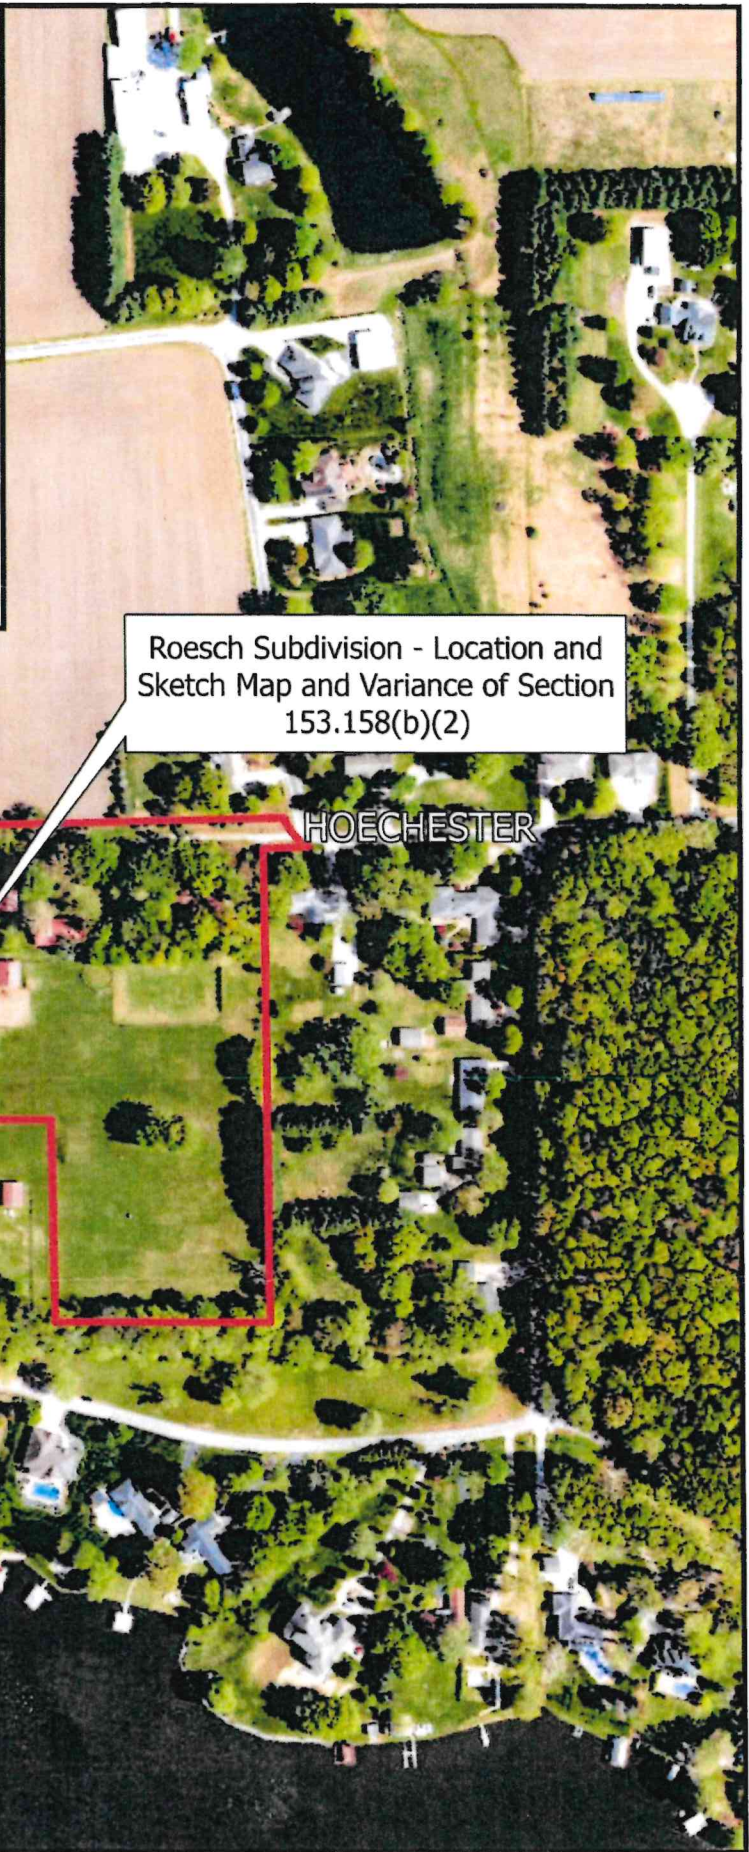 Roesch Subdivision - Location and
Sketch Map and Variance of Section
153.158(b)(2)
HOECHESTER